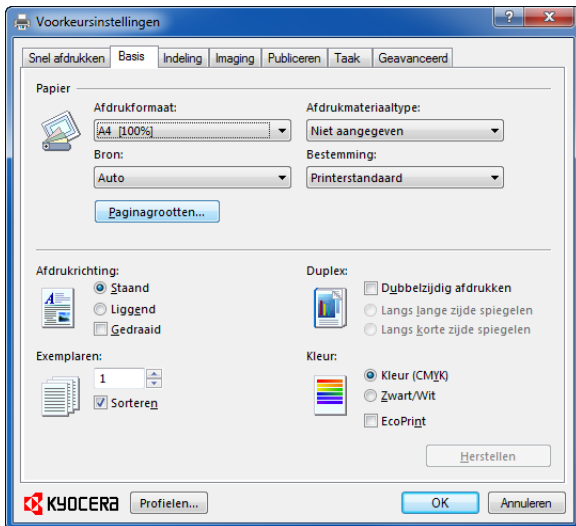 Voorkeursinstellingen
Snel afdrukken Basis Indeling Imaging Publiceren Taak Geavanceerd
Papier
Afdrukformaat: Afdrukmateriaaltype:
A4 [100%] Niet aangegeven
Bron: Bestemming:
Auto Printerstandaard
Paginagrootten...
Afdrukrichting: Duplex:
Staand Dubbelzijdig afdrukken
Liggend Langs lange zijde spiegelen
Gedraaid Langs korte zijde spiegelen
Exemplaren: Kleur:
1 Kleur (CMYK)
Sorteren Zwart/Wit
EcoPrint
Herstellen
KYOCERA Profielen... OK Annuleren